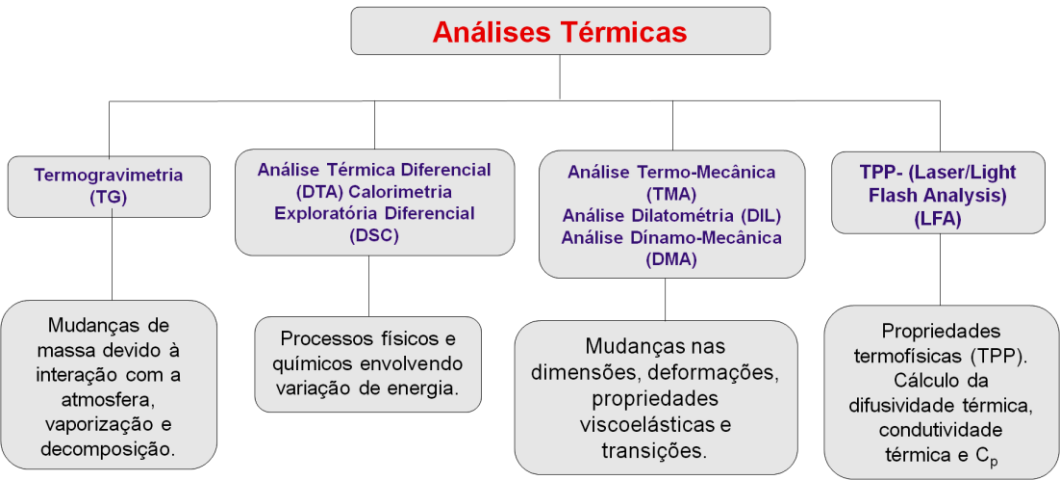 Análises Térmicas
Termogravimetria
(TG)
Análise Térmica Diferencial
(DTA) Calorimetria
Exploratória Diferencial
(DSC)
Análise Termo-Mecânica
(TMA)
Análise Dilatométria (DIL)
Análise Dínamo-Mecânica
(DMA)
TPP- (Laser/Light
Flash Analysis)
(LFA)
Mudanças de
massa devido à
interação com a
atmosfera,
vaporização e
decomposição.
Processos físicos e
químicos envolvendo
variação de energia.
Mudanças nas
dimensões, deformações,
propriedades
viscoelásticas e
transições.
Propriedades
termofísicas (TPP).
Cálculo da
difusividade térmica,
condutividade
térmica e Cₚ